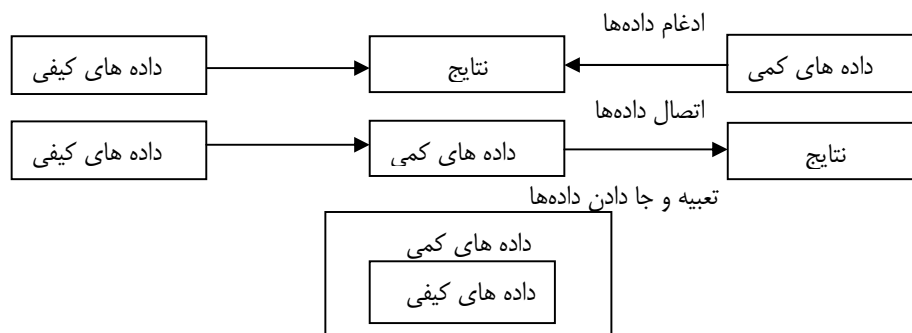 ادغام داده‌ها
داده های کمی
نتایج
داده های کیفی
اتصال داده‌ها
داده های کیفی
داده های کمی
نتایج
تعبیه و جا دادن داده‌ها
داده های کمی
داده های کیفی